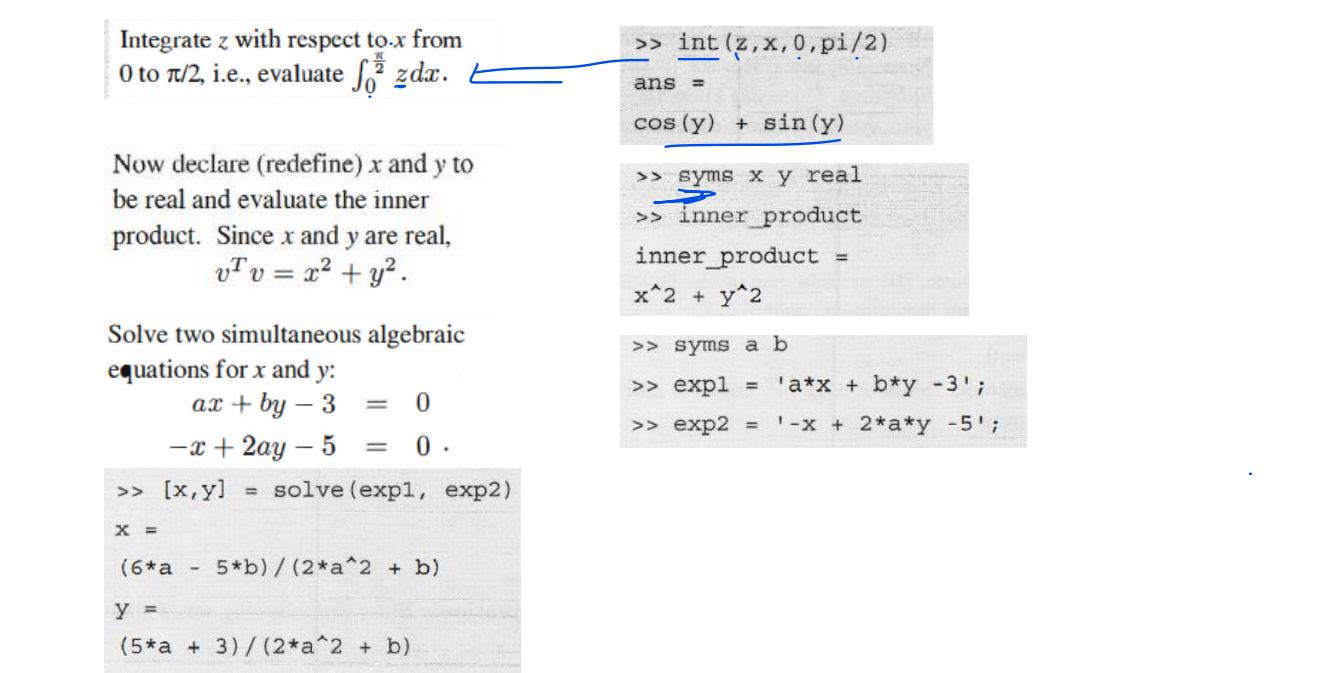 Integrate z with respect to x from
0 to π/2, i.e., evaluate ∫₀^{π/2} zdx.
>> int(z,x,0,pi/2)
ans =
cos(y) + sin(y)
Now declare (redefine) x and y to
be real and evaluate the inner
product. Since x and y are real,
vᵀv = x² + y².
>> syms x y real
>> inner_product
inner_product =
x^2 + y^2
Solve two simultaneous algebraic
equations for x and y:
ax + by − 3 = 0
−x + 2ay − 5 = 0 .
>> syms a b
>> exp1 = 'a*x + b*y -3';
>> exp2 = '-x + 2*a*y -5';
>> [x,y] = solve(exp1, exp2)
x =
(6*a - 5*b)/(2*a^2 + b)
y =
(5*a + 3)/(2*a^2 + b)